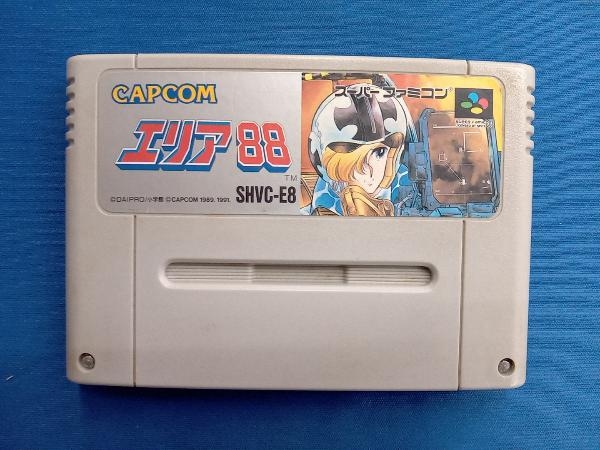 CAPCOM
エリア88
TM
©DAIPRO/小学館 ©CAPCOM 1989, 1991.
SHVC-E8
スーパーファミコン